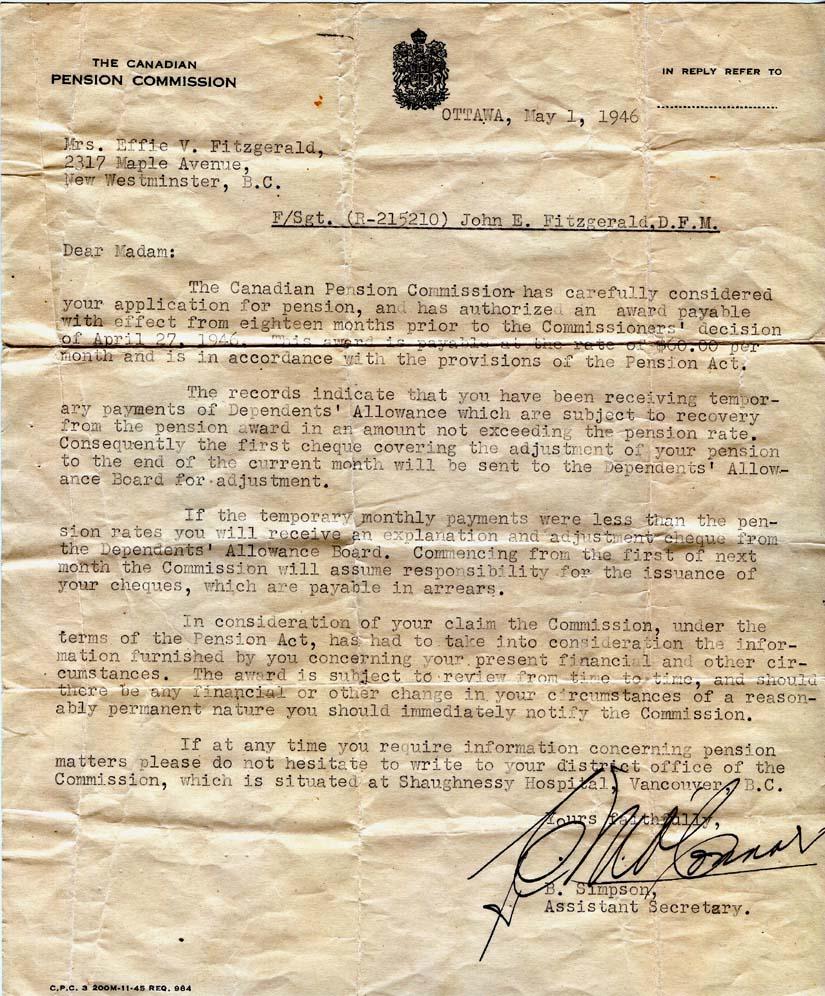 THE CANADIAN
PENSION COMMISSION
IN REPLY REFER TO
OTTAWA, May 1, 1946
Mrs. Effie V. Fitzgerald,
2317 Maple Avenue,
New Westminster, B.C.
F/Sgt. (R-215210) John E. Fitzgerald,D.F.M.
Dear Madam:
The Canadian Pension Commission has carefully considered
your application for pension, and has authorized an award payable
with effect from eighteen months prior to the Commissioners' decision
of April 27, 1946. This award is payable at the rate of $60.00 per
month and is in accordance with the provisions of the Pension Act.
The records indicate that you have been receiving tempor-
ary payments of Dependents' Allowance which are subject to recovery
from the pension award in an amount not exceeding the pension rate.
Consequently the first cheque covering the adjustment of your pension
to the end of the current month will be sent to the Dependents' Allow-
ance Board for adjustment.
If the temporary monthly payments were less than the pen-
sion rates you will receive an explanation and adjustment cheque from
the Dependents' Allowance Board. Commencing from the first of next
month the Commission will assume responsibility for the issuance of
your cheques, which are payable in arrears.
In consideration of your claim the Commission, under the
terms of the Pension Act, has had to take into consideration the infor-
mation furnished by you concerning your present financial and other cir-
cumstances. The award is subject to review from time to time, and should
there be any financial or other change in your circumstances of a reason-
ably permanent nature you should immediately notify the Commission.
If at any time you require information concerning pension
matters please do not hesitate to write to your district office of the
Commission, which is situated at Shaughnessy Hospital, Vancouver, B.C.
Yours faithfully,
B. Simpson,
Assistant Secretary.
C.P.C. 3 200M-11-45 REQ. 964